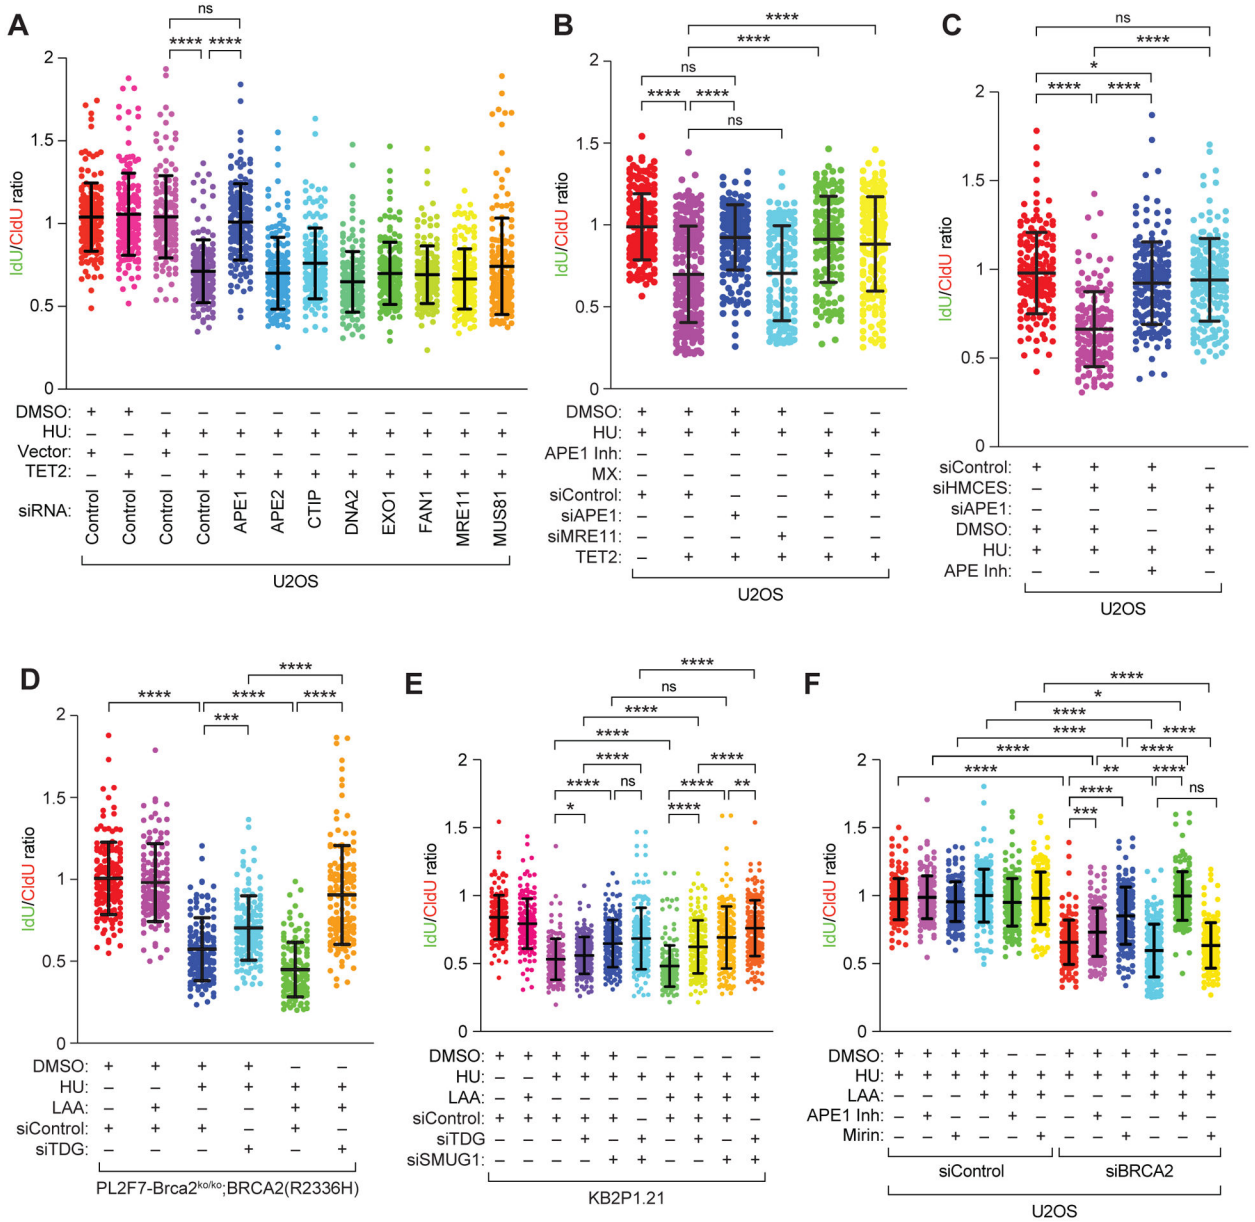 A
ns
**** ****
IdU/CldU ratio
2
1.5
1
0.5
0
DMSO: + + – – – – – – – – – –
HU: – – + + + + + + + + + +
Vector: + – + – – – – – – – – –
TET2: – + – + + + + + + + + +
siRNA: Control Control Control Control APE1 APE2 CTIP DNA2 EXO1 FAN1 MRE11 MUS81
U2OS
B
****
****
ns
**** ****
ns
IdU/CldU ratio
2
1.5
1
0.5
0
DMSO: + + + + – –
HU: + + + + + +
APE1 Inh: – – – – + –
MX: – – – – – +
siControl: + + – – + +
siAPE1: – – + – – –
siMRE11: – – – + – –
TET2: – + + + + +
U2OS
C
ns
****
*
**** ****
IdU/CldU ratio
2
1.5
1
0.5
0
siControl: + + + –
siHMCES: – + + +
siAPE1: – – – +
DMSO: + + – +
HU: + + + +
APE Inh: – – + –
U2OS
D
****
**** **** ****
***
IdU/CldU ratio
2
1.5
1
0.5
0
DMSO: + + + + – –
HU: – – + + + +
LAA: – + – – + +
siControl: + + + – + –
siTDG: – – – + – +
PL2F7-Brca2ko/ko;BRCA2(R2336H)
E
****
ns
****
****
**** ****
**** ns **** **
* ****
IdU/CldU ratio
2
1.5
1
0.5
0
DMSO: + + + + + – – – – –
HU: – – + + + + + + + +
LAA: – + – – – – + + + +
siControl: + + + + + – + + + –
siTDG: – – – + – + – + – +
siSMUG1: – – – – + + – – + +
KB2P1.21
F
****
*
****
**** ****
**** ****
**** ** ****
**** ns
***
IdU/CldU ratio
2
1.5
1
0.5
0
DMSO: + + + + – – + + + + – –
HU: + + + + + + + + + + + +
LAA: – – – + + + – – – + + +
APE1 Inh: – + – – + – – + – – + –
Mirin: – – + – – + – – + – – +
siControl siBRCA2
U2OS